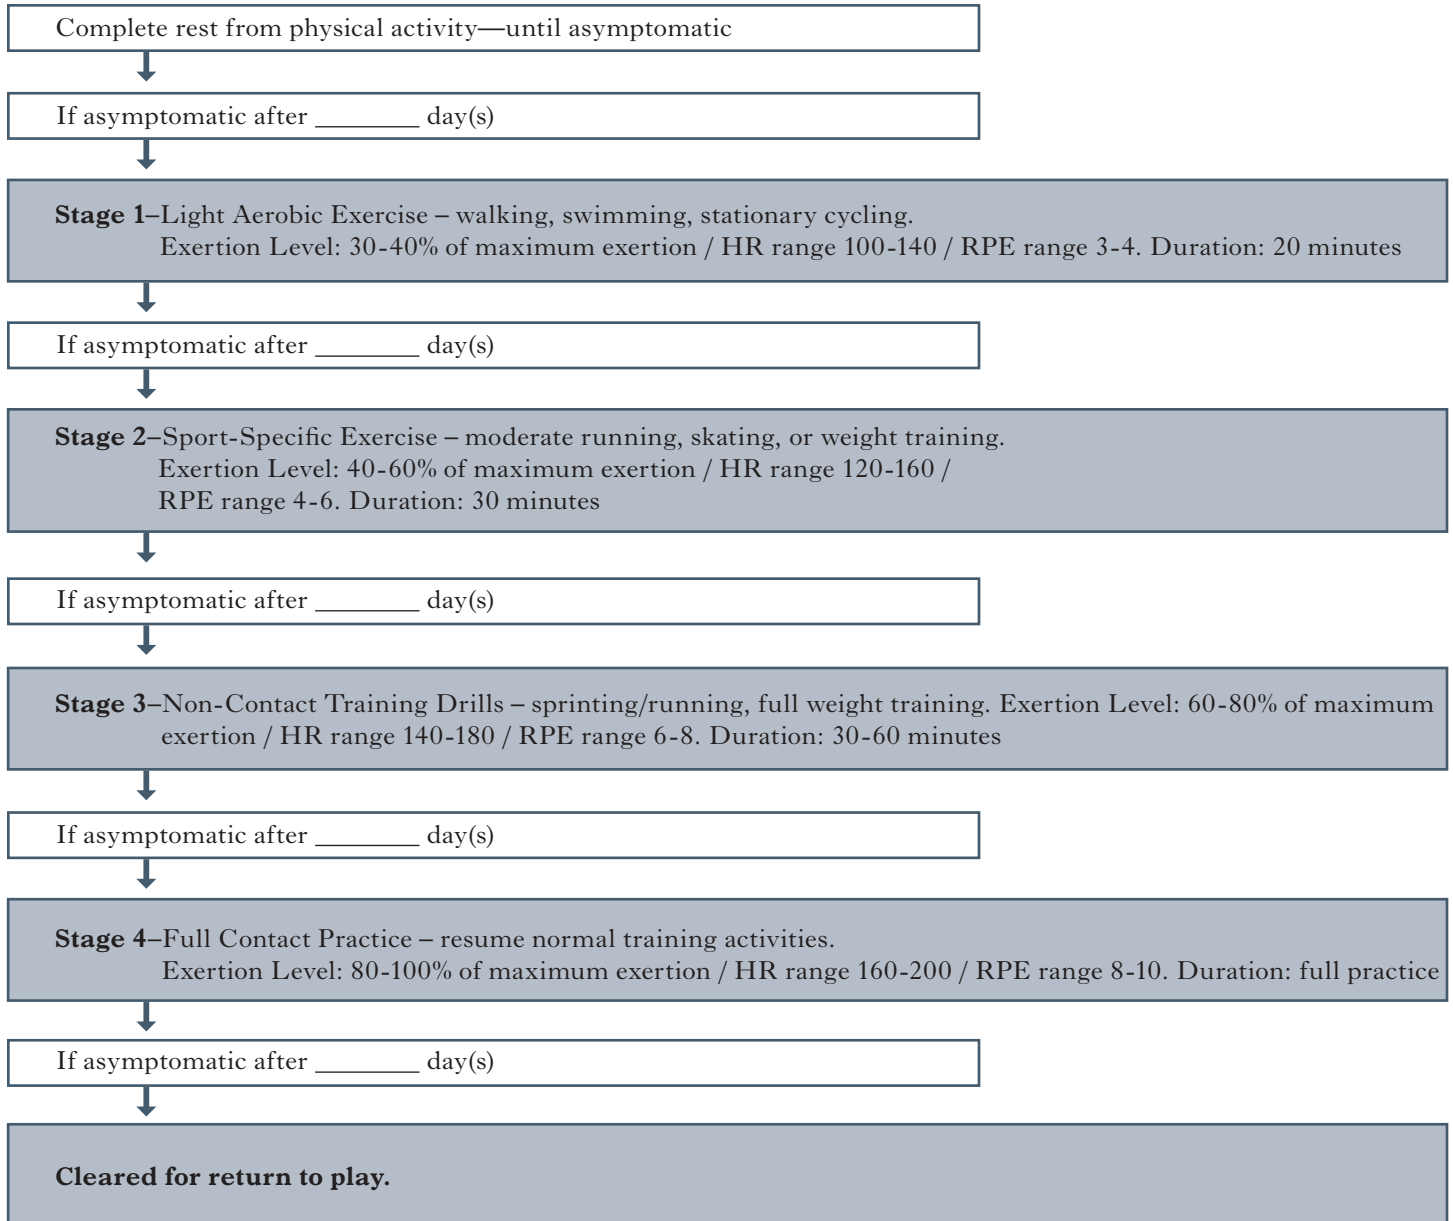 Complete rest from physical activity—until asymptomatic
If asymptomatic after ________ day(s)
Stage 1–Light Aerobic Exercise – walking, swimming, stationary cycling.
Exertion Level: 30-40% of maximum exertion / HR range 100-140 / RPE range 3-4. Duration: 20 minutes
If asymptomatic after ________ day(s)
Stage 2–Sport-Specific Exercise – moderate running, skating, or weight training.
Exertion Level: 40-60% of maximum exertion / HR range 120-160 /
RPE range 4-6. Duration: 30 minutes
If asymptomatic after ________ day(s)
Stage 3–Non-Contact Training Drills – sprinting/running, full weight training. Exertion Level: 60-80% of maximum
exertion / HR range 140-180 / RPE range 6-8. Duration: 30-60 minutes
If asymptomatic after ________ day(s)
Stage 4–Full Contact Practice – resume normal training activities.
Exertion Level: 80-100% of maximum exertion / HR range 160-200 / RPE range 8-10. Duration: full practice
If asymptomatic after ________ day(s)
Cleared for return to play.